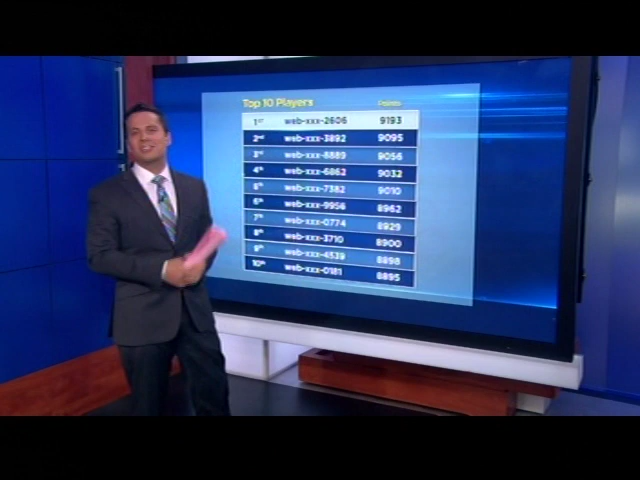 Top 10 Players Points
1st web-xxx-2606 9193
2nd web-xxx-3892 9095
3rd web-xxx-8889 9056
4th web-xxx-6862 9032
5th web-xxx-7382 9010
6th web-xxx-9956 8962
7th web-xxx-0774 8929
8th web-xxx-3710 8900
9th web-xxx-4539 8898
10th web-xxx-0181 8895